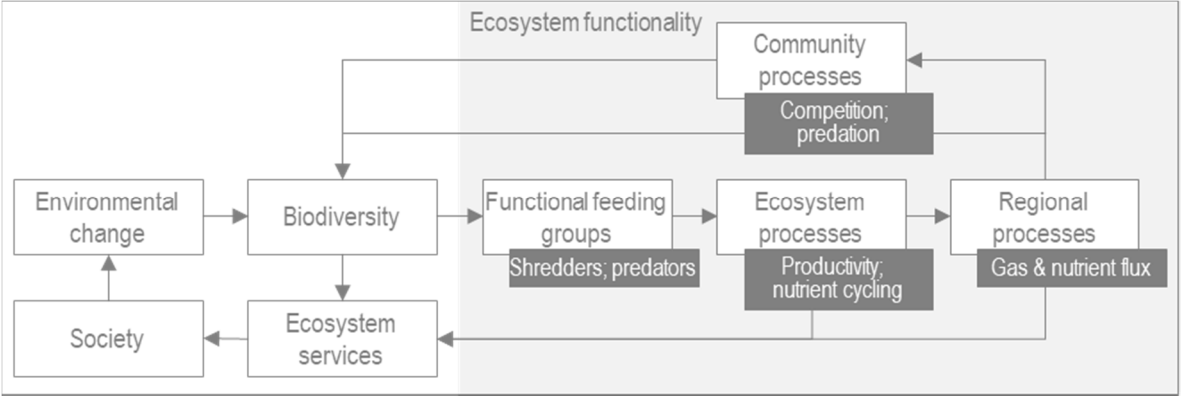 Ecosystem functionality
Community
processes
Competition;
predation
Environmental
change
Biodiversity
Functional feeding
groups
Shredders; predators
Ecosystem
processes
Productivity;
nutrient cycling
Regional
processes
Gas & nutrient flux
Society
Ecosystem
services